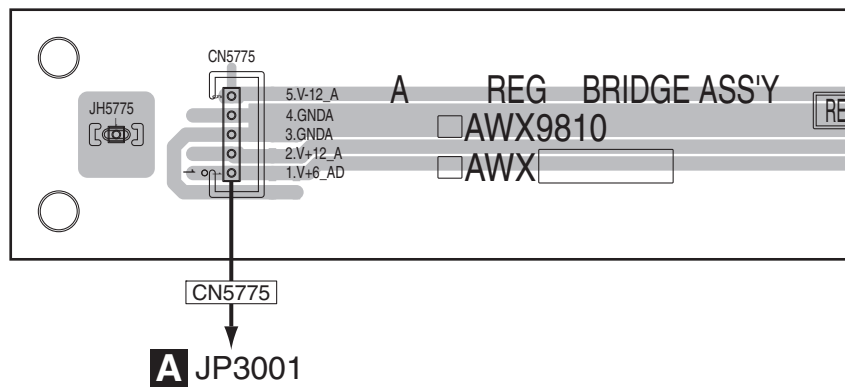 CN5775
5.V-12_A
A REG BRIDGE ASS'Y
JH5775
4.GNDA
RE
3.GNDA
AWX9810
2.V+12_A
1.V+6_AD
AWX
CN5775
A JP3001